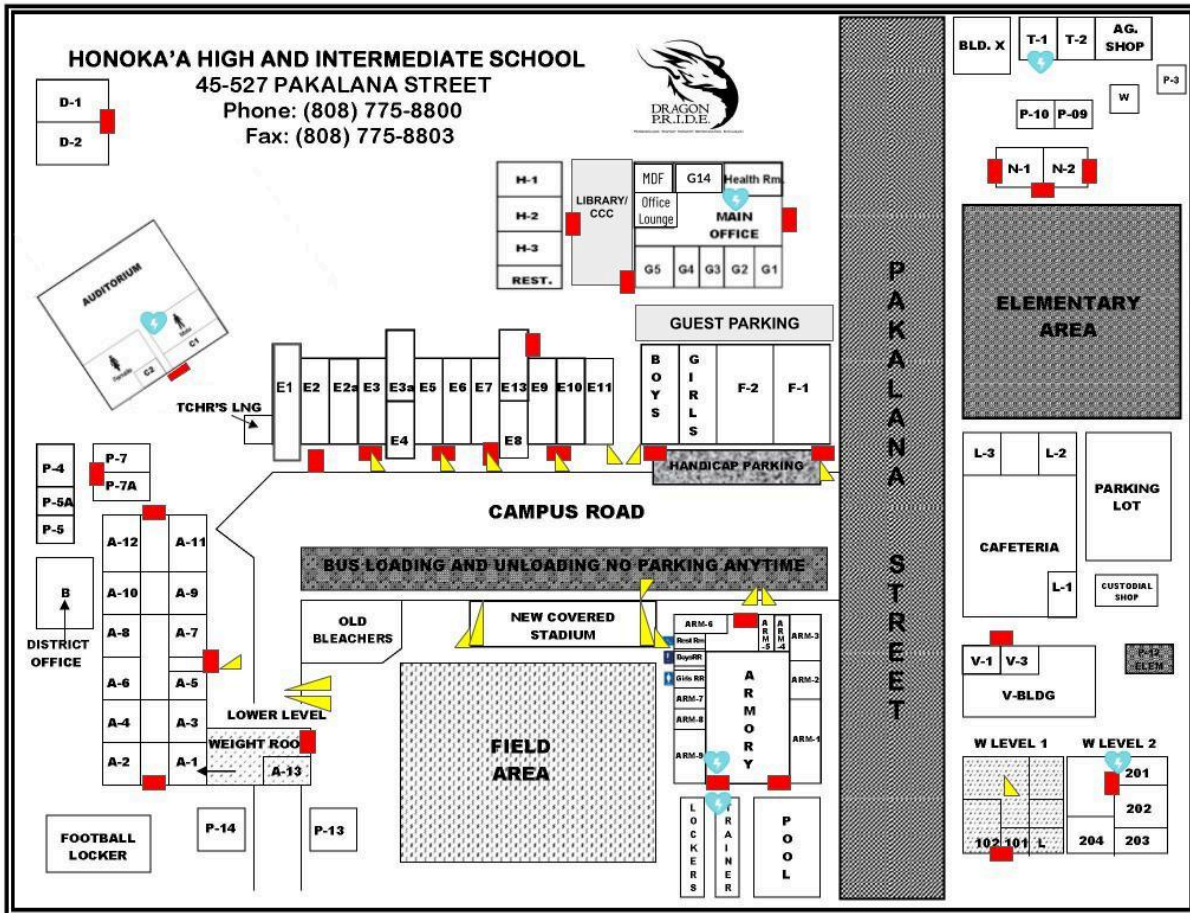 HONOKA'A HIGH AND INTERMEDIATE SCHOOL
45-527 PAKALANA STREET
Phone: (808) 775-8800
Fax: (808) 775-8803
DRAGON
P.R.I.D.E.
D-1
D-2
BLD. X
T-1
T-2
AG.
SHOP
P-3
W
P-10
P-09
N-1
N-2
H-1
H-2
H-3
REST.
LIBRARY/
CCC
MDF
G14
Health Rm.
Office
Lounge
MAIN
OFFICE
G5
G4
G3
G2
G1
AUDITORIUM
Male
Female
C1
C2
GUEST PARKING
PAKALANA STREET
ELEMENTARY
AREA
E1
E2
E2a
E3
E3a
E5
E6
E7
E13
E9
E10
E11
E4
E8
BOYS
GIRLS
F-2
F-1
TCHR'S LNG
HANDICAP PARKING
P-4
P-5A
P-5
P-7
P-7A
CAMPUS ROAD
BUS LOADING AND UNLOADING NO PARKING ANYTIME
L-3
L-2
CAFETERIA
L-1
PARKING
LOT
CUSTODIAL
SHOP
A-12
A-11
A-10
A-9
A-8
A-7
A-6
A-5
A-4
A-3
A-2
A-1
B
DISTRICT
OFFICE
OLD
BLEACHERS
NEW COVERED
STADIUM
ARM-6
ARM-5
ARM-4
ARM-3
Rest Rm
BoysRR
Girls RR
ARM-2
ARM-7
ARM-8
ARM-9
ARM-1
ARMORY
V-1
V-3
V-BLDG
P-12
ELEM
LOWER LEVEL
WEIGHT ROO
A-13
FIELD
AREA
W LEVEL 1
W LEVEL 2
102
101
L
201
202
203
204
FOOTBALL
LOCKER
P-14
P-13
LOCKERS
TRAINER
POOL